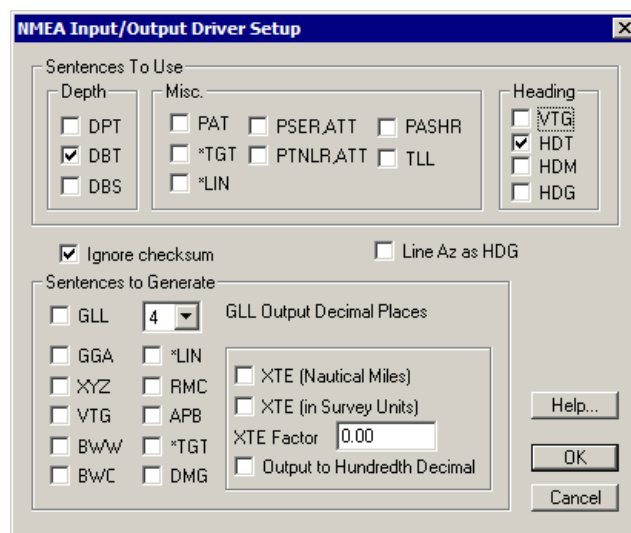 NMEA Input/Output Driver Setup
Sentences To Use
Depth
DPT
DBT
DBS
Misc.
PAT PSER,ATT PASHR
*TGT PTNLR,ATT TLL
*LIN
Heading
VTG
HDT
HDM
HDG
Ignore checksum
Line Az as HDG
Sentences to Generate
GLL 4 GLL Output Decimal Places
GGA *LIN
XYZ RMC
VTG APB
BWW *TGT
BWC DMG
XTE (Nautical Miles)
XTE (in Survey Units)
XTE Factor 0.00
Output to Hundredth Decimal
Help...
OK
Cancel